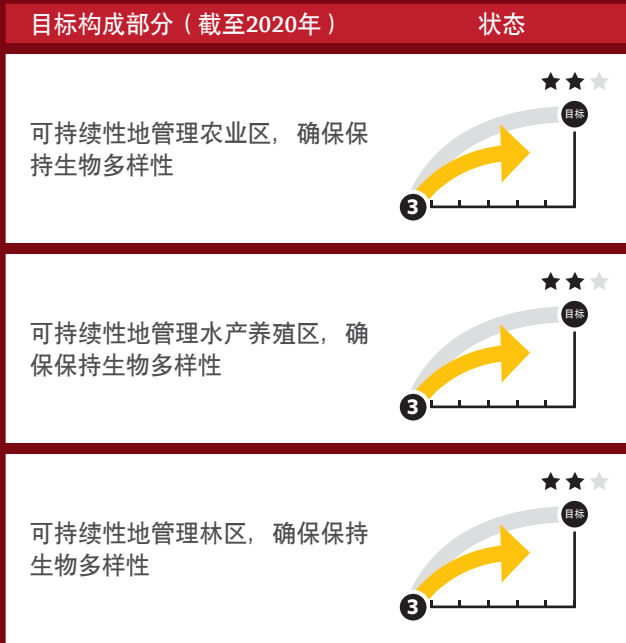 目标构成部分（截至2020年）
状态
可持续性地管理农业区，确保保
持生物多样性
目标
3
可持续性地管理水产养殖区，确
保保持生物多样性
目标
3
可持续性地管理林区，确保保持
生物多样性
目标
3